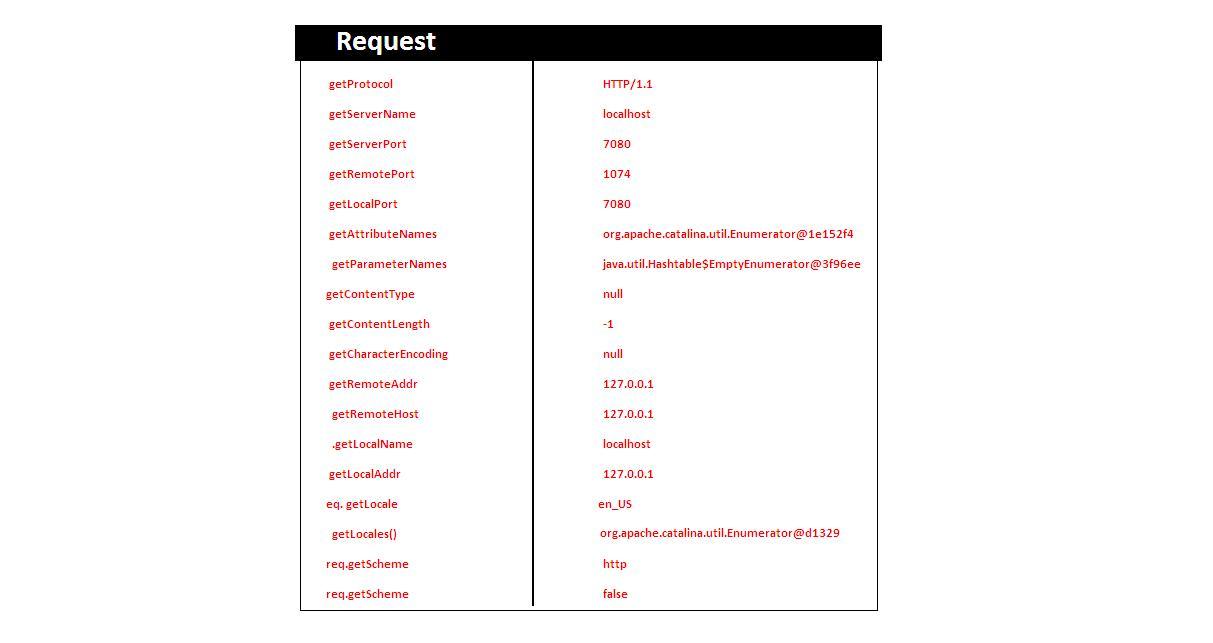 Request
getProtocol HTTP/1.1
getServerName localhost
getServerPort 7080
getRemotePort 1074
getLocalPort 7080
getAttributeNames org.apache.catalina.util.Enumerator@1e152f4
getParameterNames java.util.Hashtable$EmptyEnumerator@3f96ee
getContentType null
getContentLength -1
getCharacterEncoding null
getRemoteAddr 127.0.0.1
getRemoteHost 127.0.0.1
.getLocalName localhost
getLocalAddr 127.0.0.1
eq. getLocale en_US
getLocales() org.apache.catalina.util.Enumerator@d1329
req.getScheme http
req.getScheme false